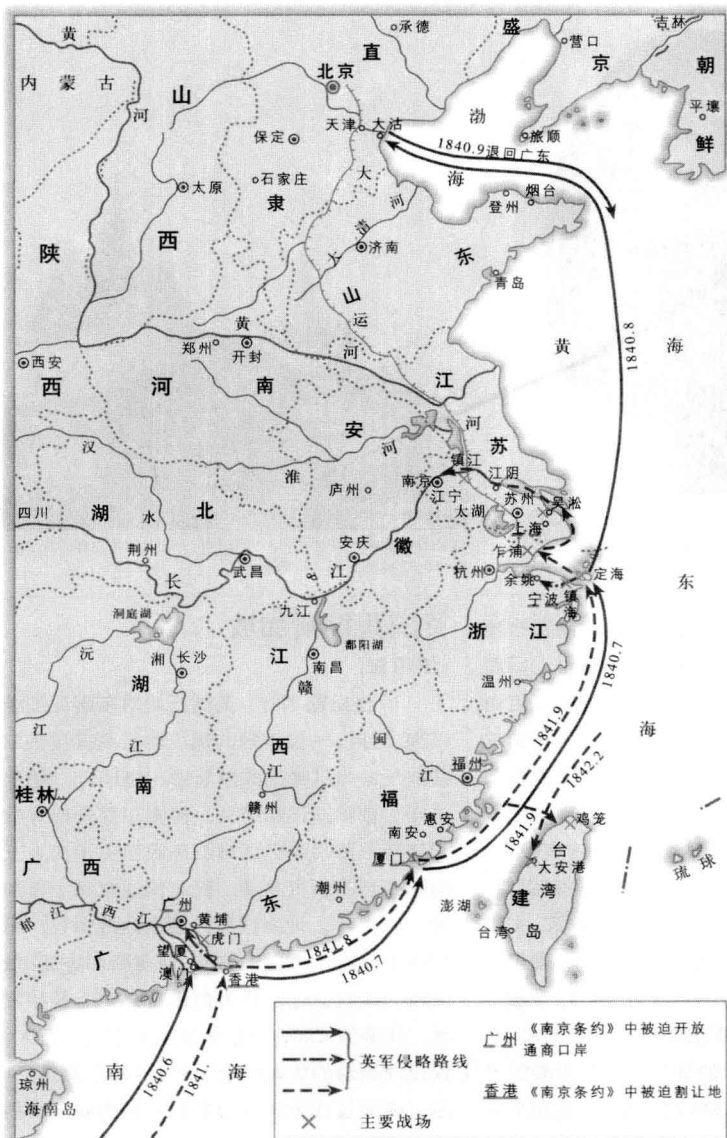 承德
盛
吉林
黄
直
营口
内蒙古
北京
京
朝
山
平壤
河
天津
大沽
渤
旅顺
保定
鲜
1840.9退回广东
石家庄
大
海
太原
隶
烟台
登州
河
清
大
陕
西
济南
东
青岛
山
运
黄
郑州
开封
河
黄
海
1840.8
西安
西
河
南
江
安
河
苏
汉
淮
河
镇江
南京
江阴
四川
湖
水
北
庐州
江宁
苏州
吴淞
太湖
上海
徽
荆州
安庆
乍浦
武昌
长
江
杭州
余姚
定海
东
九江
宁波
镇海
洞庭湖
浙
江
鄱阳湖
沅
湘
长沙
江
1840.7
湖
南昌
温州
赣
江
江
1841.9
海
西
闽
1842.2
南
江
福州
桂林
江
福
赣州
惠安
1841.9
鸡笼
南安
广
西
厦门
台
大安港
琉球
潮州
建
湾
广州
东
澎湖
郁江
西
江
黄埔
虎门
台湾
岛
广
望厦
1841.8
澳门
香港
1840.7
南
海
1840.6
1841.
琼州
海南岛
英军侵略路线
广州
《南京条约》中被迫开放
通商口岸
香港
《南京条约》中被迫割让地
主要战场